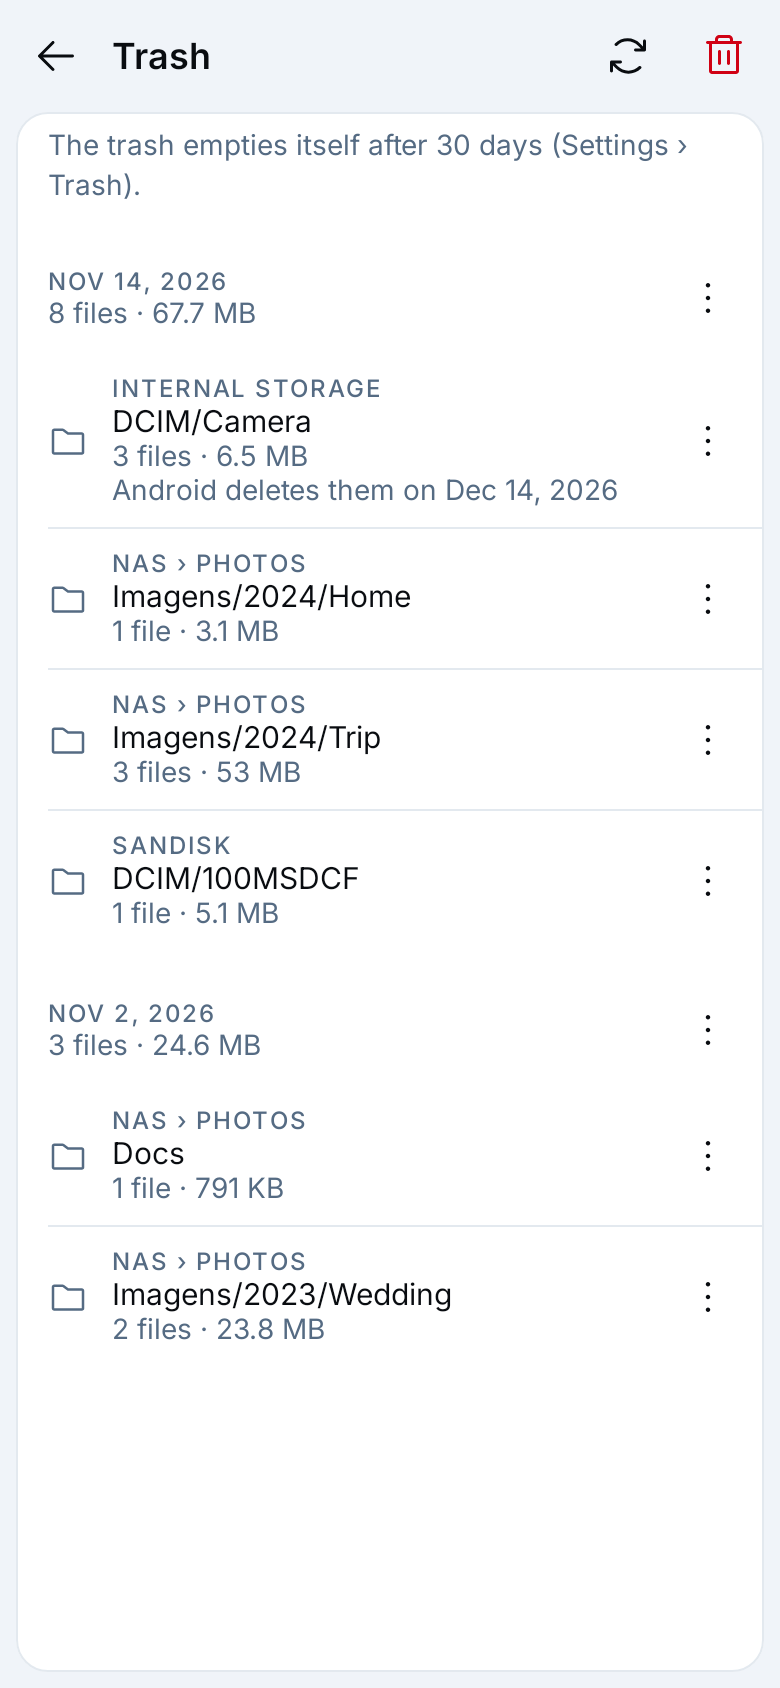 Trash
The trash empties itself after 30 days (Settings ›
Trash).
NOV 14, 2026
8 files · 67.7 MB
INTERNAL STORAGE
DCIM/Camera
3 files · 6.5 MB
Android deletes them on Dec 14, 2026
NAS › PHOTOS
Imagens/2024/Home
1 file · 3.1 MB
NAS › PHOTOS
Imagens/2024/Trip
3 files · 53 MB
SANDISK
DCIM/100MSDCF
1 file · 5.1 MB
NOV 2, 2026
3 files · 24.6 MB
NAS › PHOTOS
Docs
1 file · 791 KB
NAS › PHOTOS
Imagens/2023/Wedding
2 files · 23.8 MB